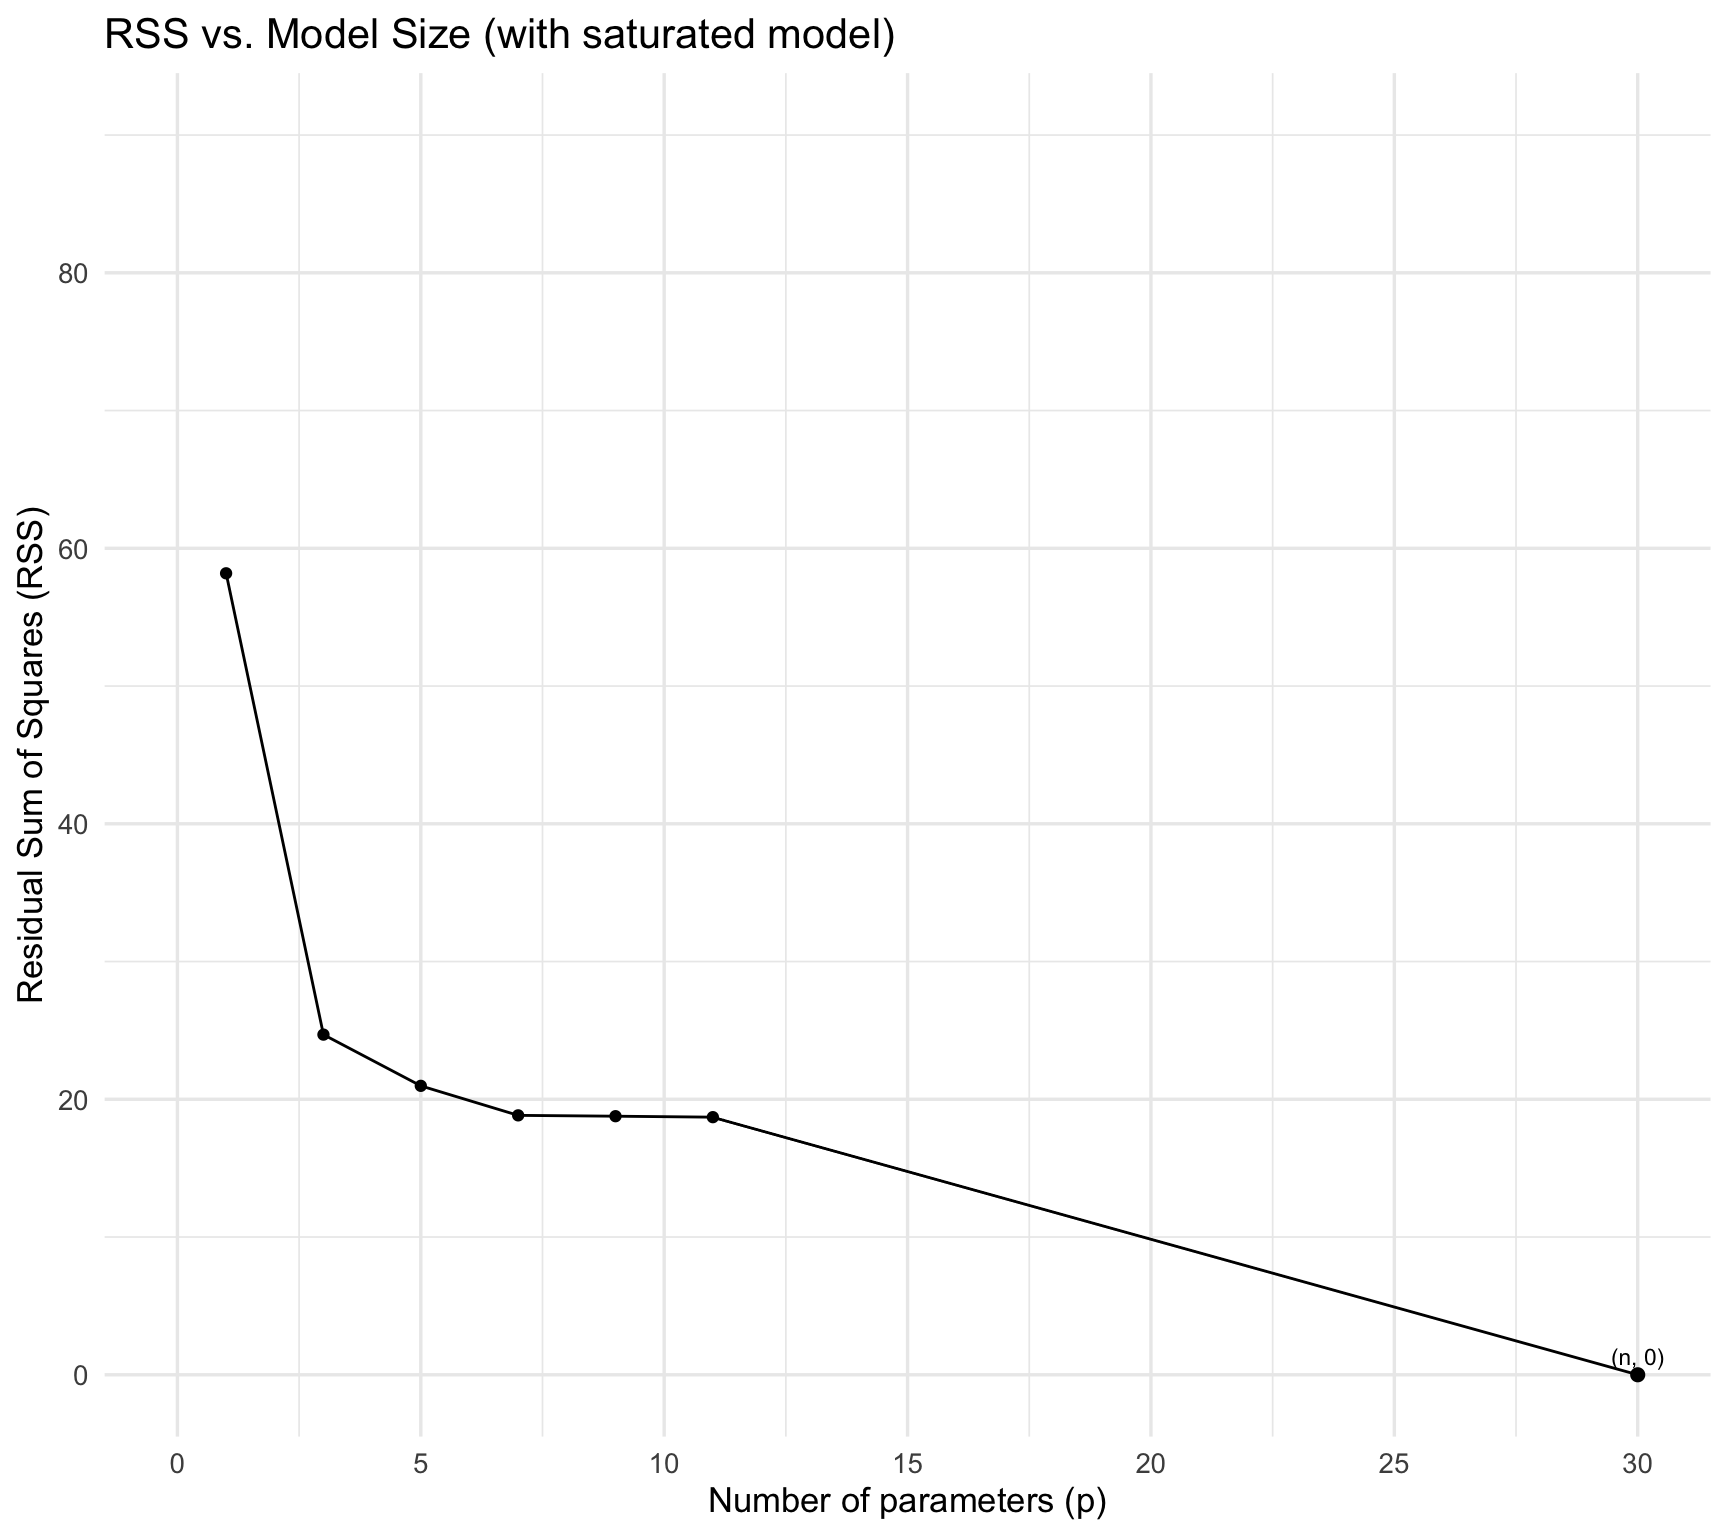 RSS vs. Model Size (with saturated model)
Residual Sum of Squares (RSS)
80
60
40
20
0
(n, 0)
0 5 10 15 20 25 30
Number of parameters (p)